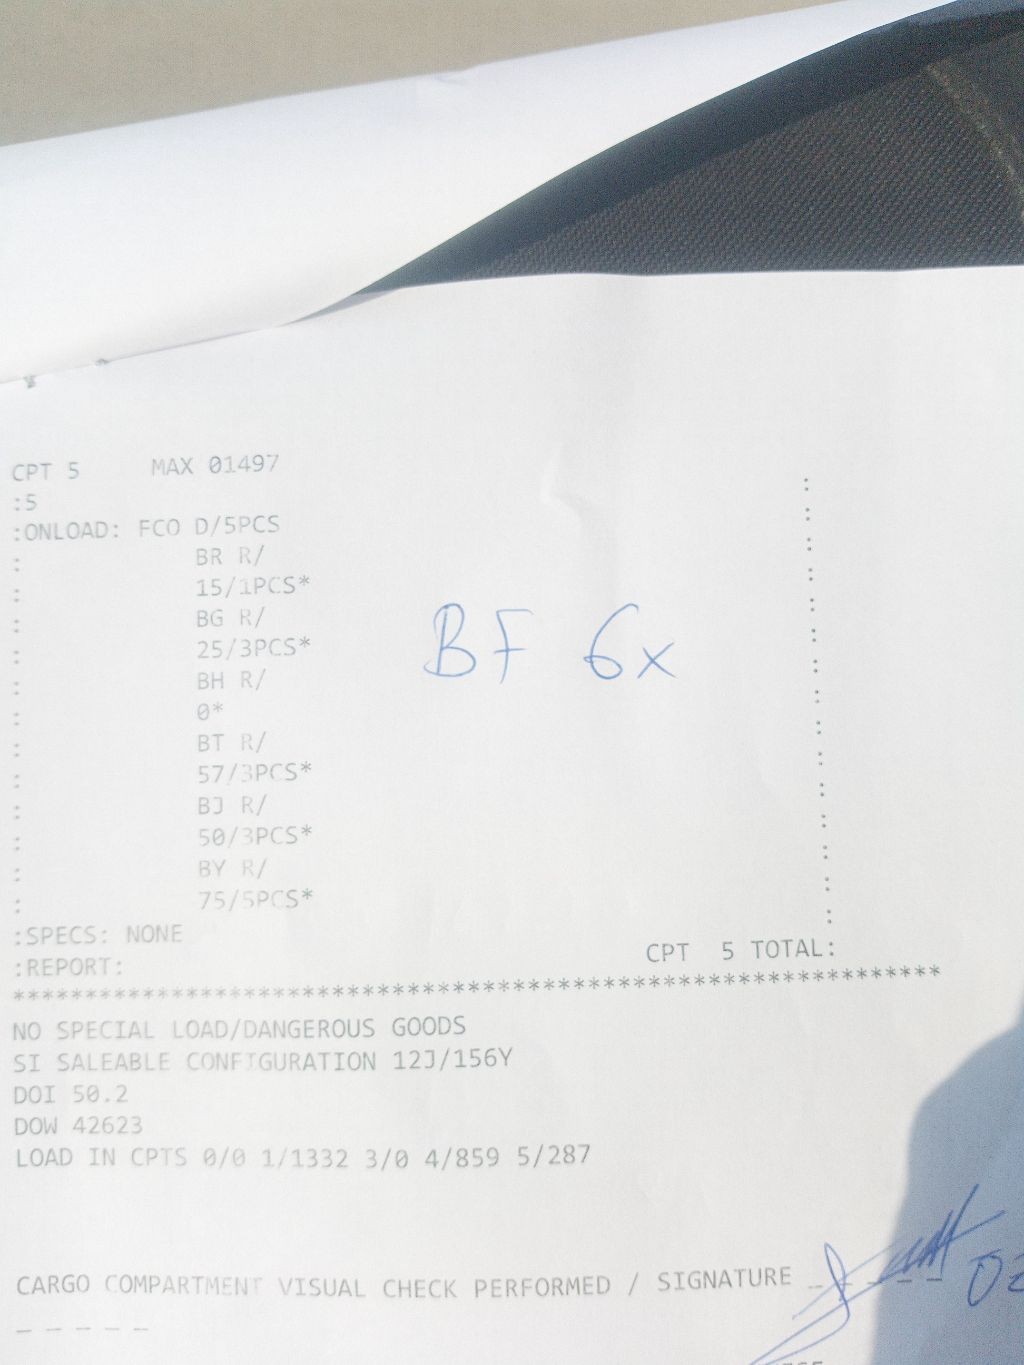 CPT 5 MAX 01497
:5 :
:ONLOAD: FCO D/5PCS :
: BR R/ :
: 15/1PCS* :
: BG R/ :
: 25/3PCS* :
: BH R/ :
: 0* :
: BT R/ :
: 57/3PCS* :
: BJ R/ :
: 50/3PCS* :
: BY R/ :
: 75/5PCS* :
BF 6x
:SPECS: NONE :
:REPORT: CPT 5 TOTAL:
*****************************************************************
NO SPECIAL LOAD/DANGEROUS GOODS
SI SALEABLE CONFIGURATION 12J/156Y
DOI 50.2
DOW 42623
LOAD IN CPTS 0/0 1/1332 3/0 4/859 5/287
CARGO COMPARTMENT VISUAL CHECK PERFORMED / SIGNATURE _ _ _ _ _
_ _ _ _ _